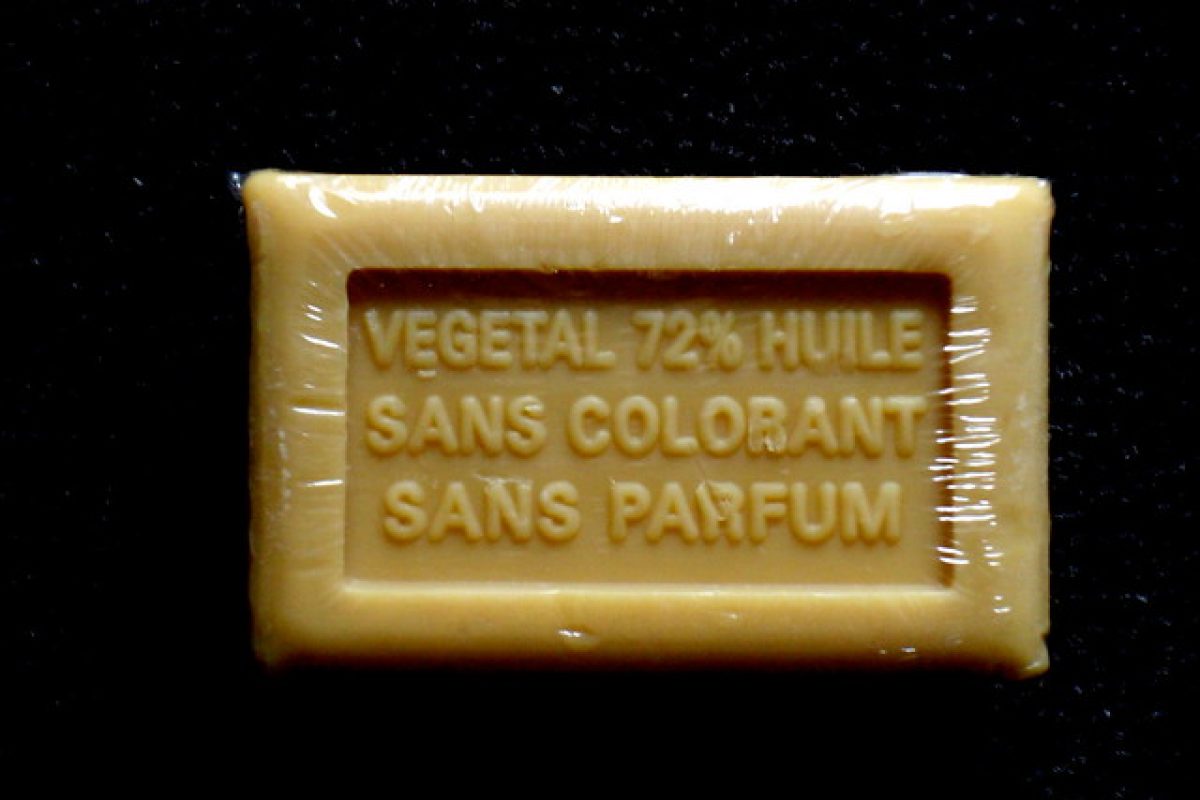 VEGETAL 72% HUILE
SANS COLORANT
SANS PARFUM